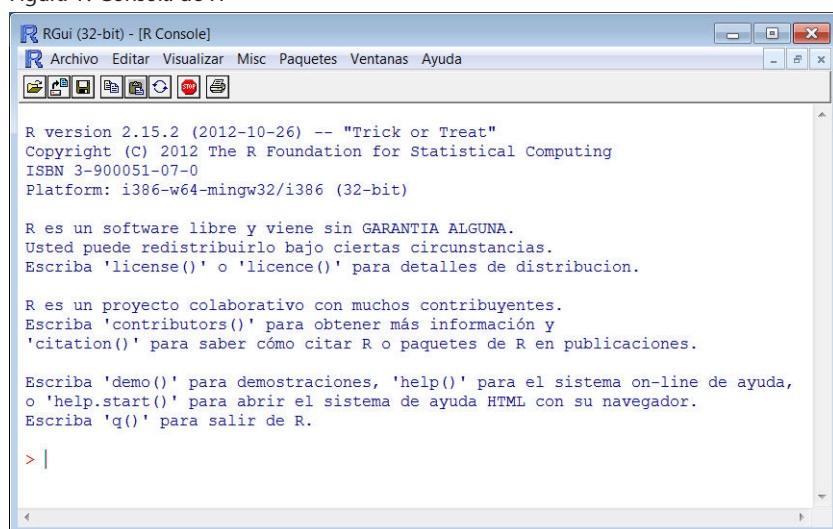 RGui (32-bit) - [R Console]
Archivo Editar Visualizar Misc Paquetes Ventanas Ayuda
STOP
R version 2.15.2 (2012-10-26) -- "Trick or Treat"
Copyright (C) 2012 The R Foundation for Statistical Computing
ISBN 3-900051-07-0
Platform: i386-w64-mingw32/i386 (32-bit)
R es un software libre y viene sin GARANTIA ALGUNA.
Usted puede redistribuirlo bajo ciertas circunstancias.
Escriba 'license()' o 'licence()' para detalles de distribucion.
R es un proyecto colaborativo con muchos contribuyentes.
Escriba 'contributors()' para obtener más información y
'citation()' para saber cómo citar R o paquetes de R en publicaciones.
Escriba 'demo()' para demostraciones, 'help()' para el sistema on-line de ayuda,
o 'help.start()' para abrir el sistema de ayuda HTML con su navegador.
Escriba 'q()' para salir de R.
>